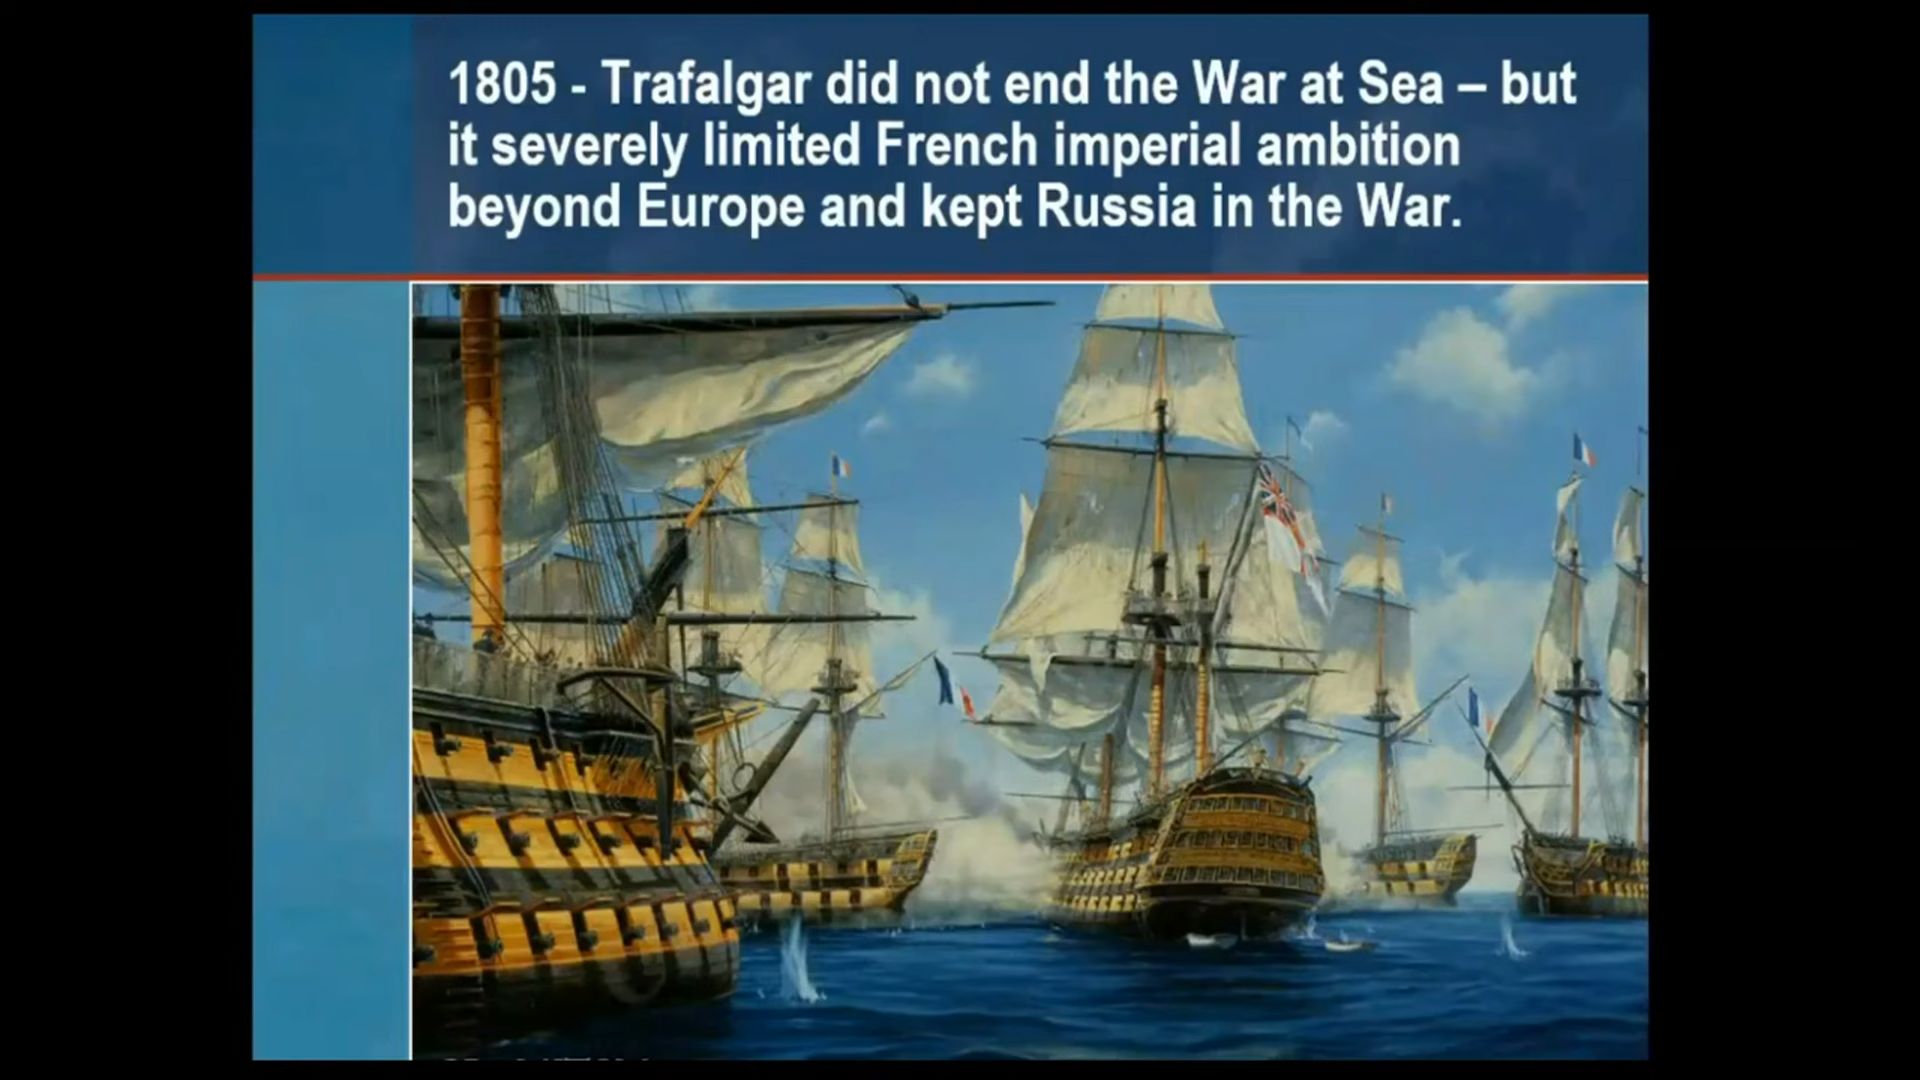 1805 - Trafalgar did not end the War at Sea – but
it severely limited French imperial ambition
beyond Europe and kept Russia in the War.